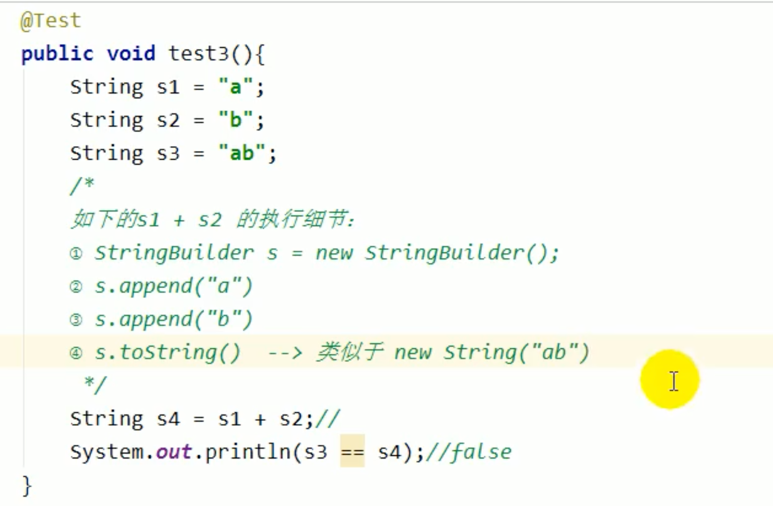 @Test
public void test3(){
String s1 = "a";
String s2 = "b";
String s3 = "ab";
/*
如下的s1 + s2 的执行细节：
① StringBuilder s = new StringBuilder();
② s.append("a")
③ s.append("b")
④ s.toString()  --> 类似于 new String("ab")
*/
String s4 = s1 + s2;//
System.out.println(s3 == s4);//false
}